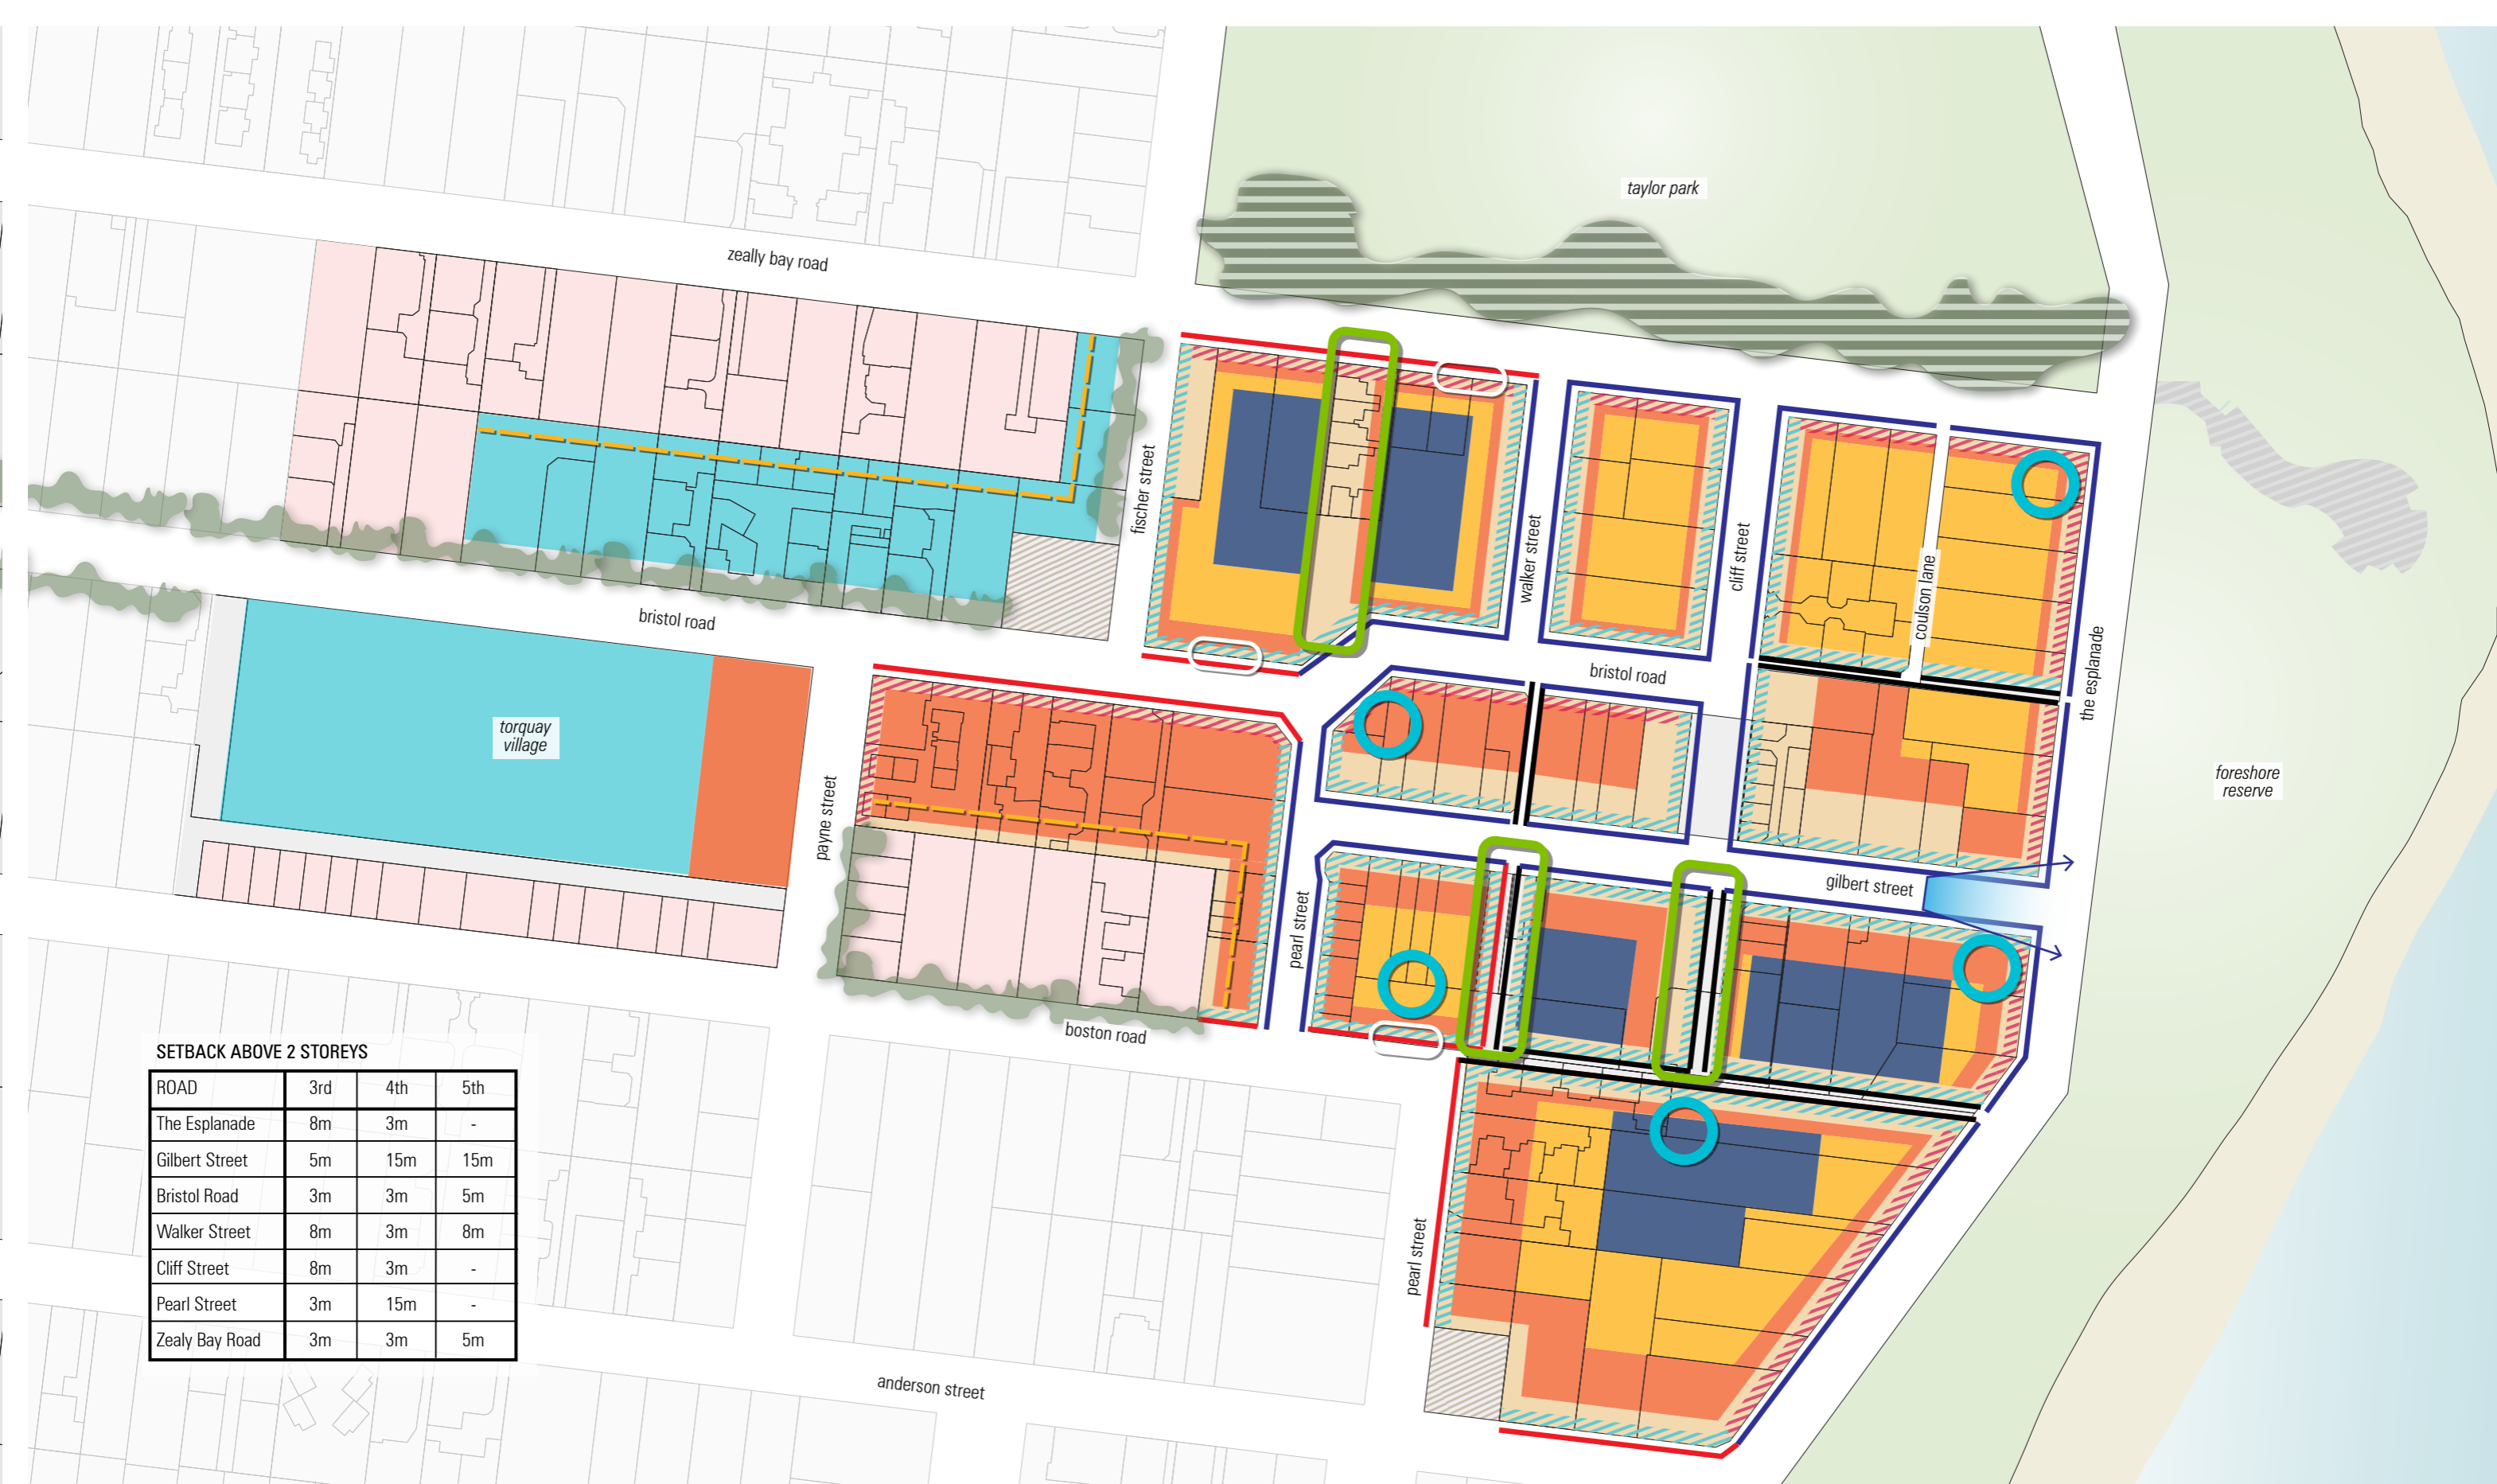 taylor park
zeally bay road
fischer street
walker street
cliff street
coulson lane
the esplanade
bristol road
bristol road
torquay
village
payne street
pearl street
foreshore
reserve
gilbert street
boston road
pearl street
anderson street
SETBACK ABOVE 2 STOREYS
ROAD 3rd 4th 5th
The Esplanade 8m 3m -
Gilbert Street 5m 15m 15m
Bristol Road 3m 3m 5m
Walker Street 8m 3m 8m
Cliff Street 8m 3m -
Pearl Street 3m 15m -
Zealy Bay Road 3m 3m 5m